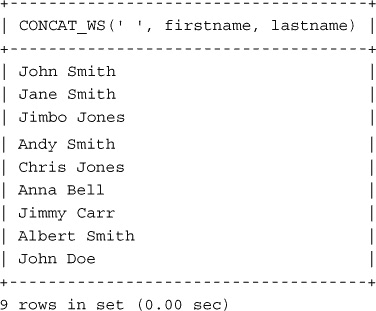 +------------------------------------+
| CONCAT_WS(' ', firstname, lastname) |
+------------------------------------+
| John Smith                         |
| Jane Smith                         |
| Jimbo Jones                        |
| Andy Smith                         |
| Chris Jones                        |
| Anna Bell                          |
| Jimmy Carr                         |
| Albert Smith                       |
| John Doe                           |
+------------------------------------+
9 rows in set (0.00 sec)